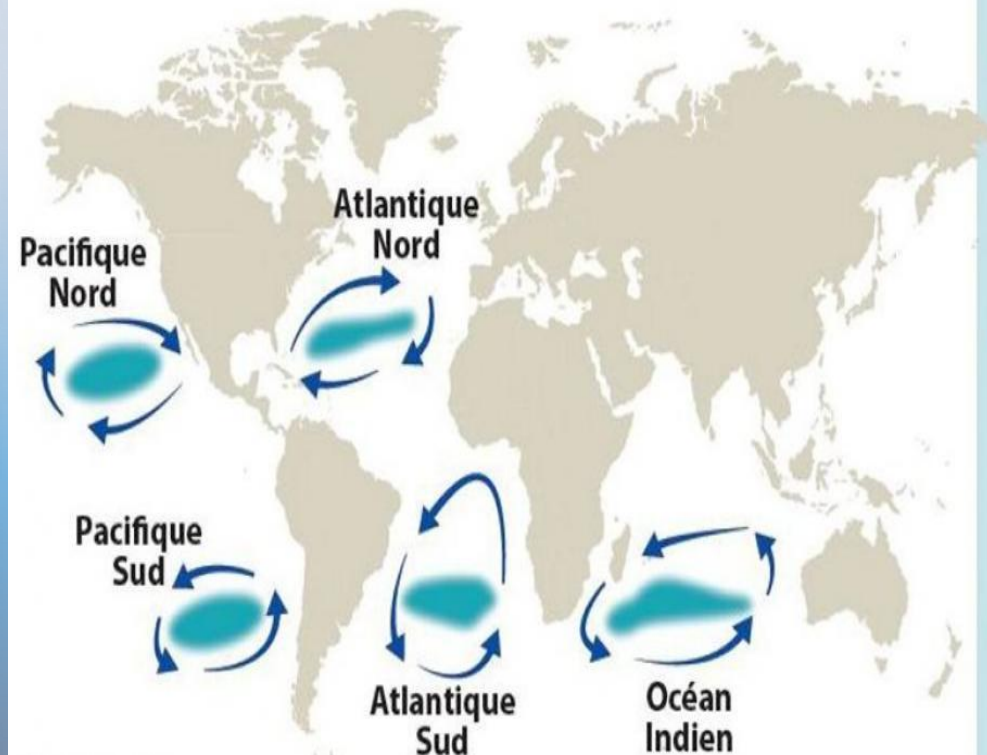 Atlantique
Nord
Pacifique
Nord
Pacifique
Sud
Atlantique
Sud
Océan
Indien